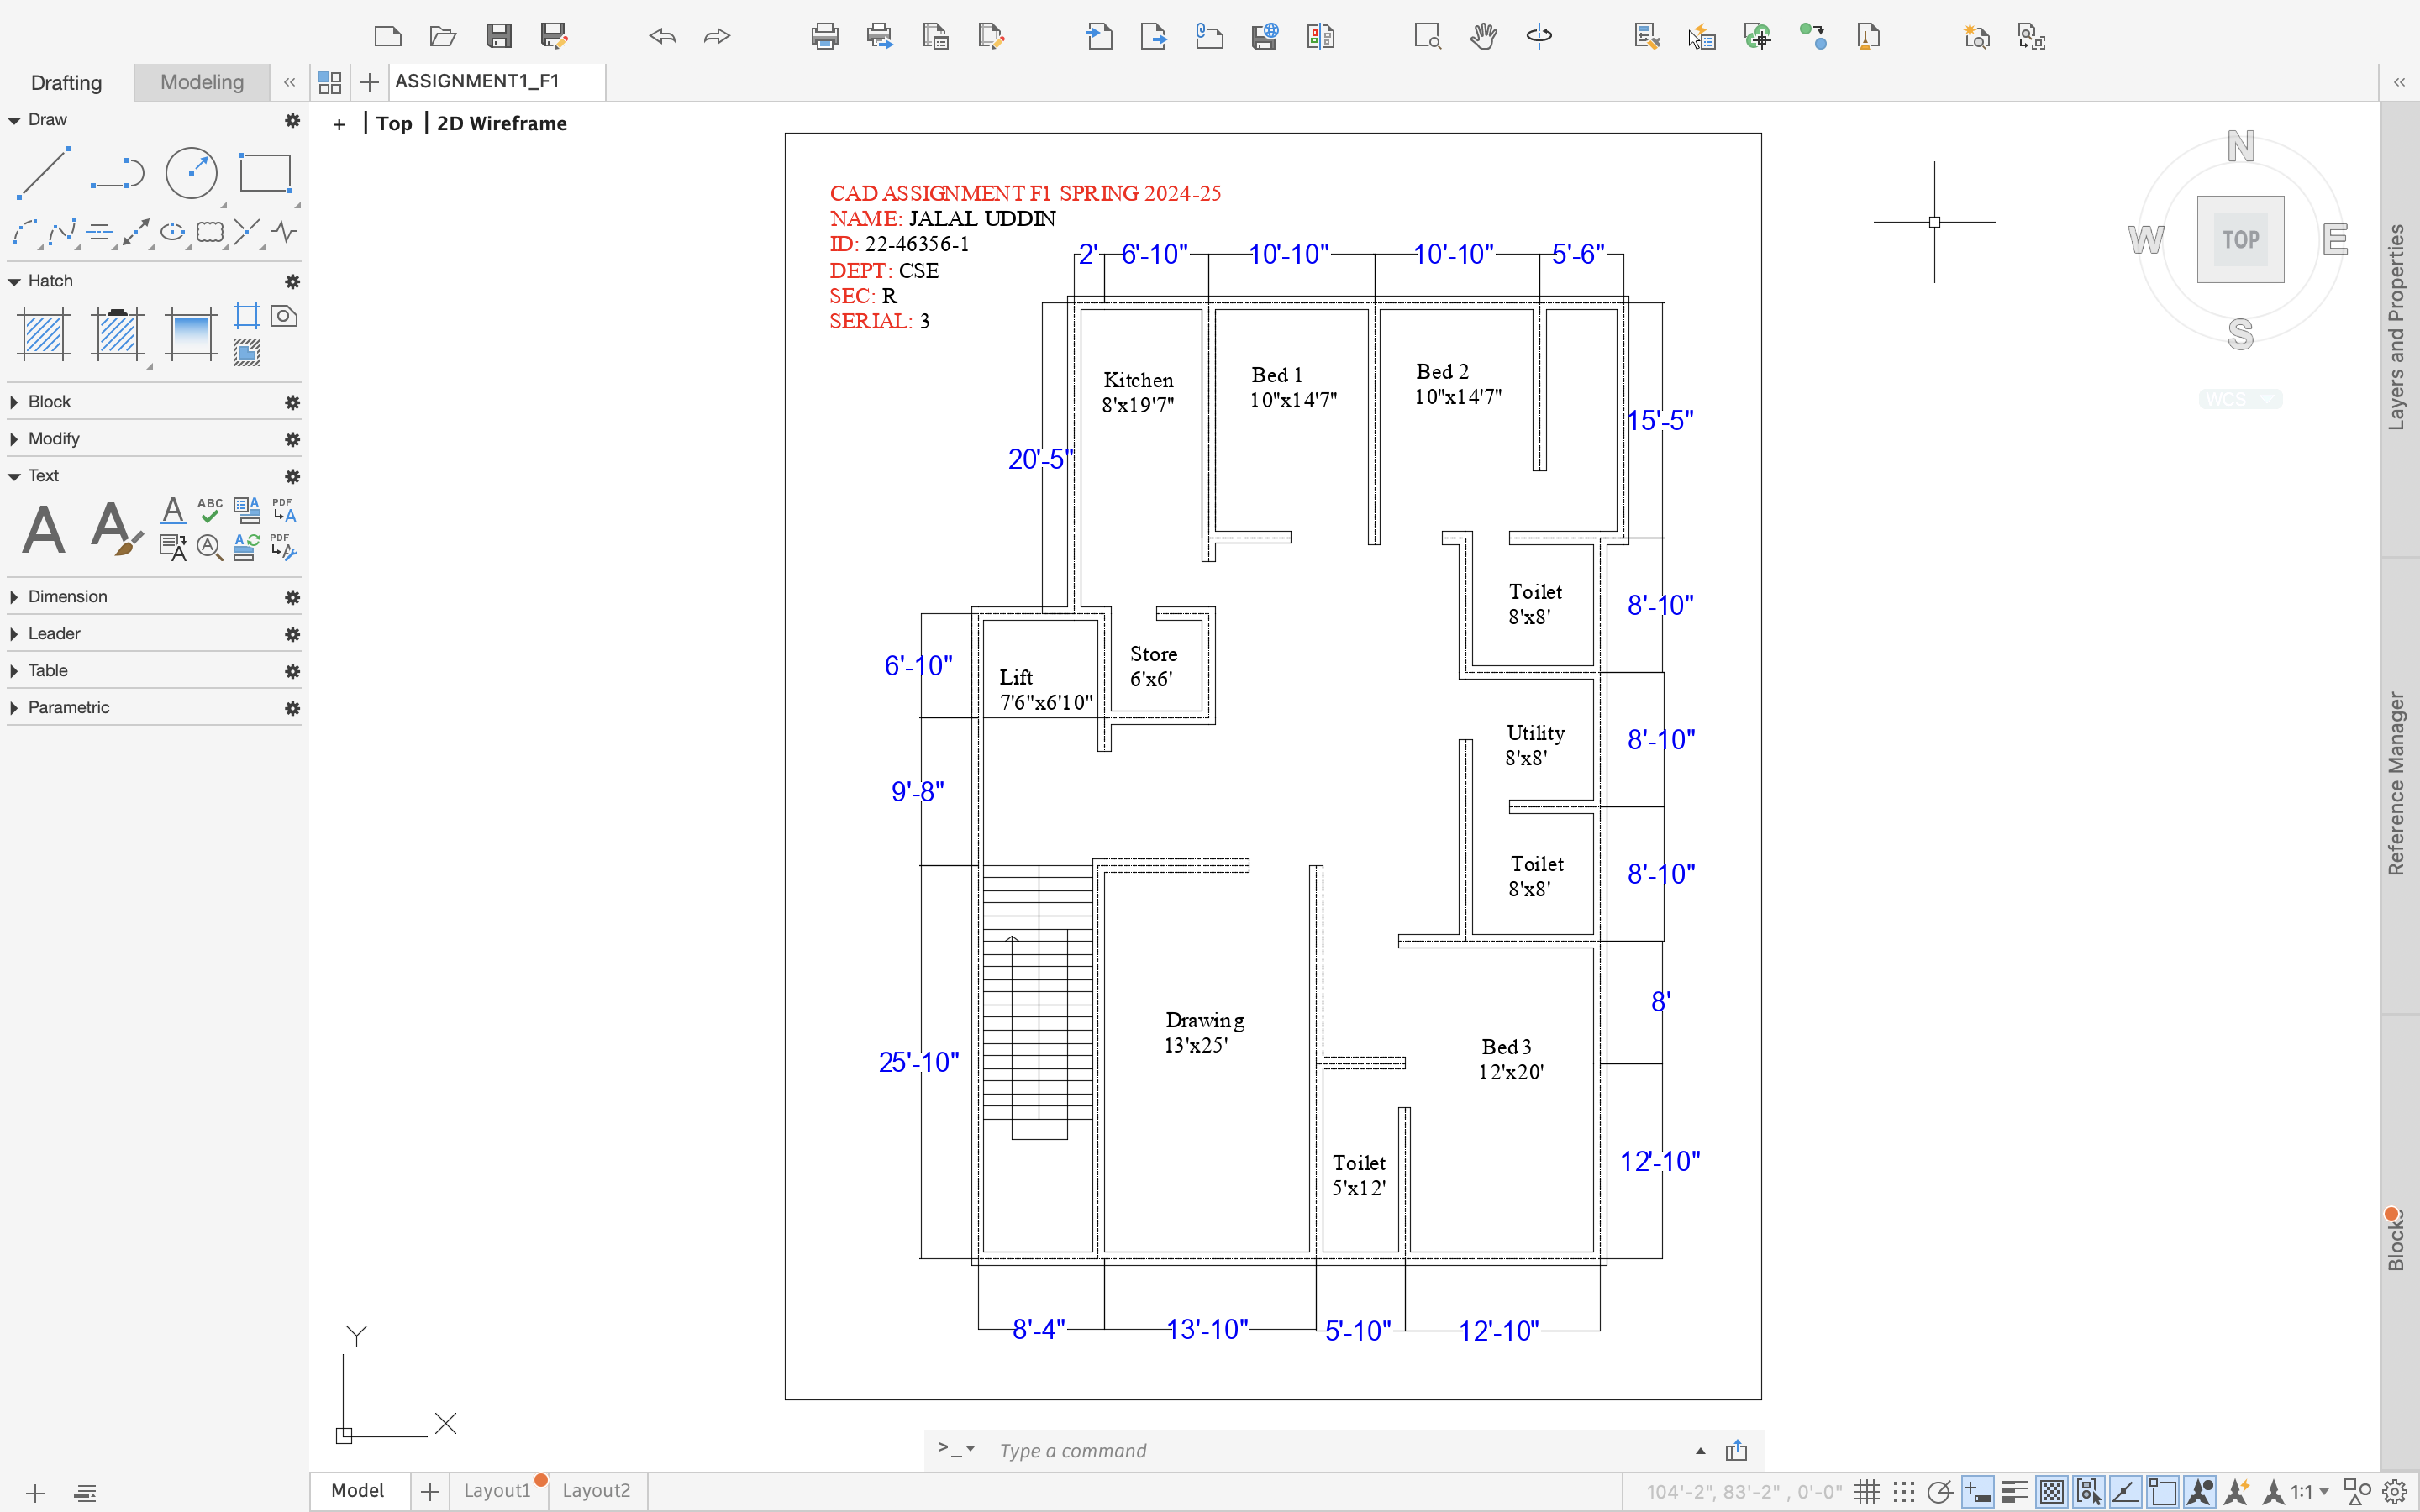 Drafting
Modeling
ASSIGNMENT1_F1
+ | Top | 2D Wireframe
Draw
Hatch
Block
Modify
Text
A
ABC
PDF
PDF
Dimension
Leader
Table
Parametric
CAD ASSIGNMENT F1 SPRING 2024-25
NAME: JALAL UDDIN
ID: 22-46356-1
DEPT: CSE
SEC: R
SERIAL: 3
2' 6'-10" 10'-10" 10'-10" 5'-6"
Kitchen
8'x19'7"
Bed 1
10"x14'7"
Bed 2
10"x14'7"
15'-5"
20'-5"
Toilet
8'x8'
8'-10"
6'-10"
Lift
7'6"x6'10"
Store
6'x6'
Utility
8'x8'
8'-10"
9'-8"
Toilet
8'x8'
8'-10"
8'
Drawing
13'x25'
Bed 3
12'x20'
25'-10"
Toilet
5'x12'
12'-10"
8'-4" 13'-10" 5'-10" 12'-10"
Y
X
N
W
TOP
E
S
WCS
Layers and Properties
Reference Manager
Blocks
>_ Type a command
Model
Layout1
Layout2
104'-2", 83'-2" , 0'-0"
1:1